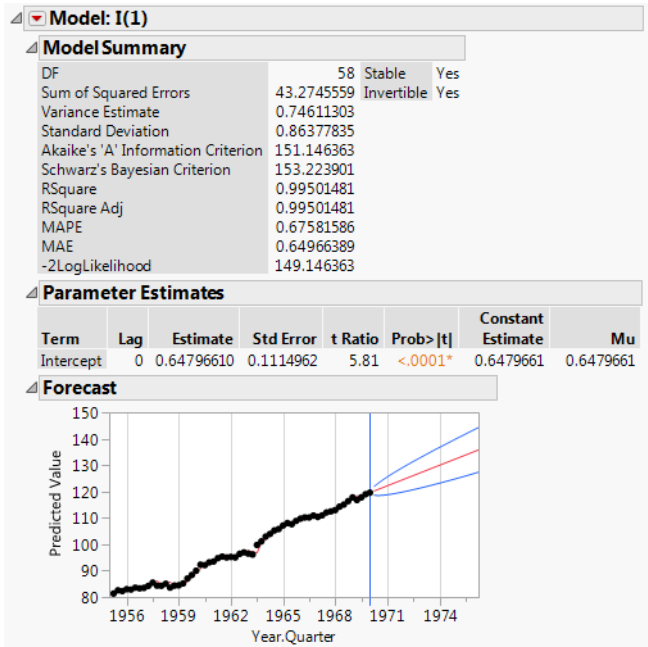 Model: I(1)
Model Summary
DF 58 Stable Yes
Sum of Squared Errors 43.2745559 Invertible Yes
Variance Estimate 0.74611303
Standard Deviation 0.86377835
Akaike's 'A' Information Criterion 151.146363
Schwarz's Bayesian Criterion 153.223901
RSquare 0.99501481
RSquare Adj 0.99501481
MAPE 0.67581586
MAE 0.64966389
-2LogLikelihood 149.146363
Parameter Estimates
Constant
Term Lag Estimate Std Error t Ratio Prob>|t| Estimate Mu
Intercept 0 0.64796610 0.1114962 5.81 <.0001* 0.6479661 0.6479661
Forecast
150
140
130
120
110
100
90
80
Predicted Value
1956 1959 1962 1965 1968 1971 1974
Year.Quarter